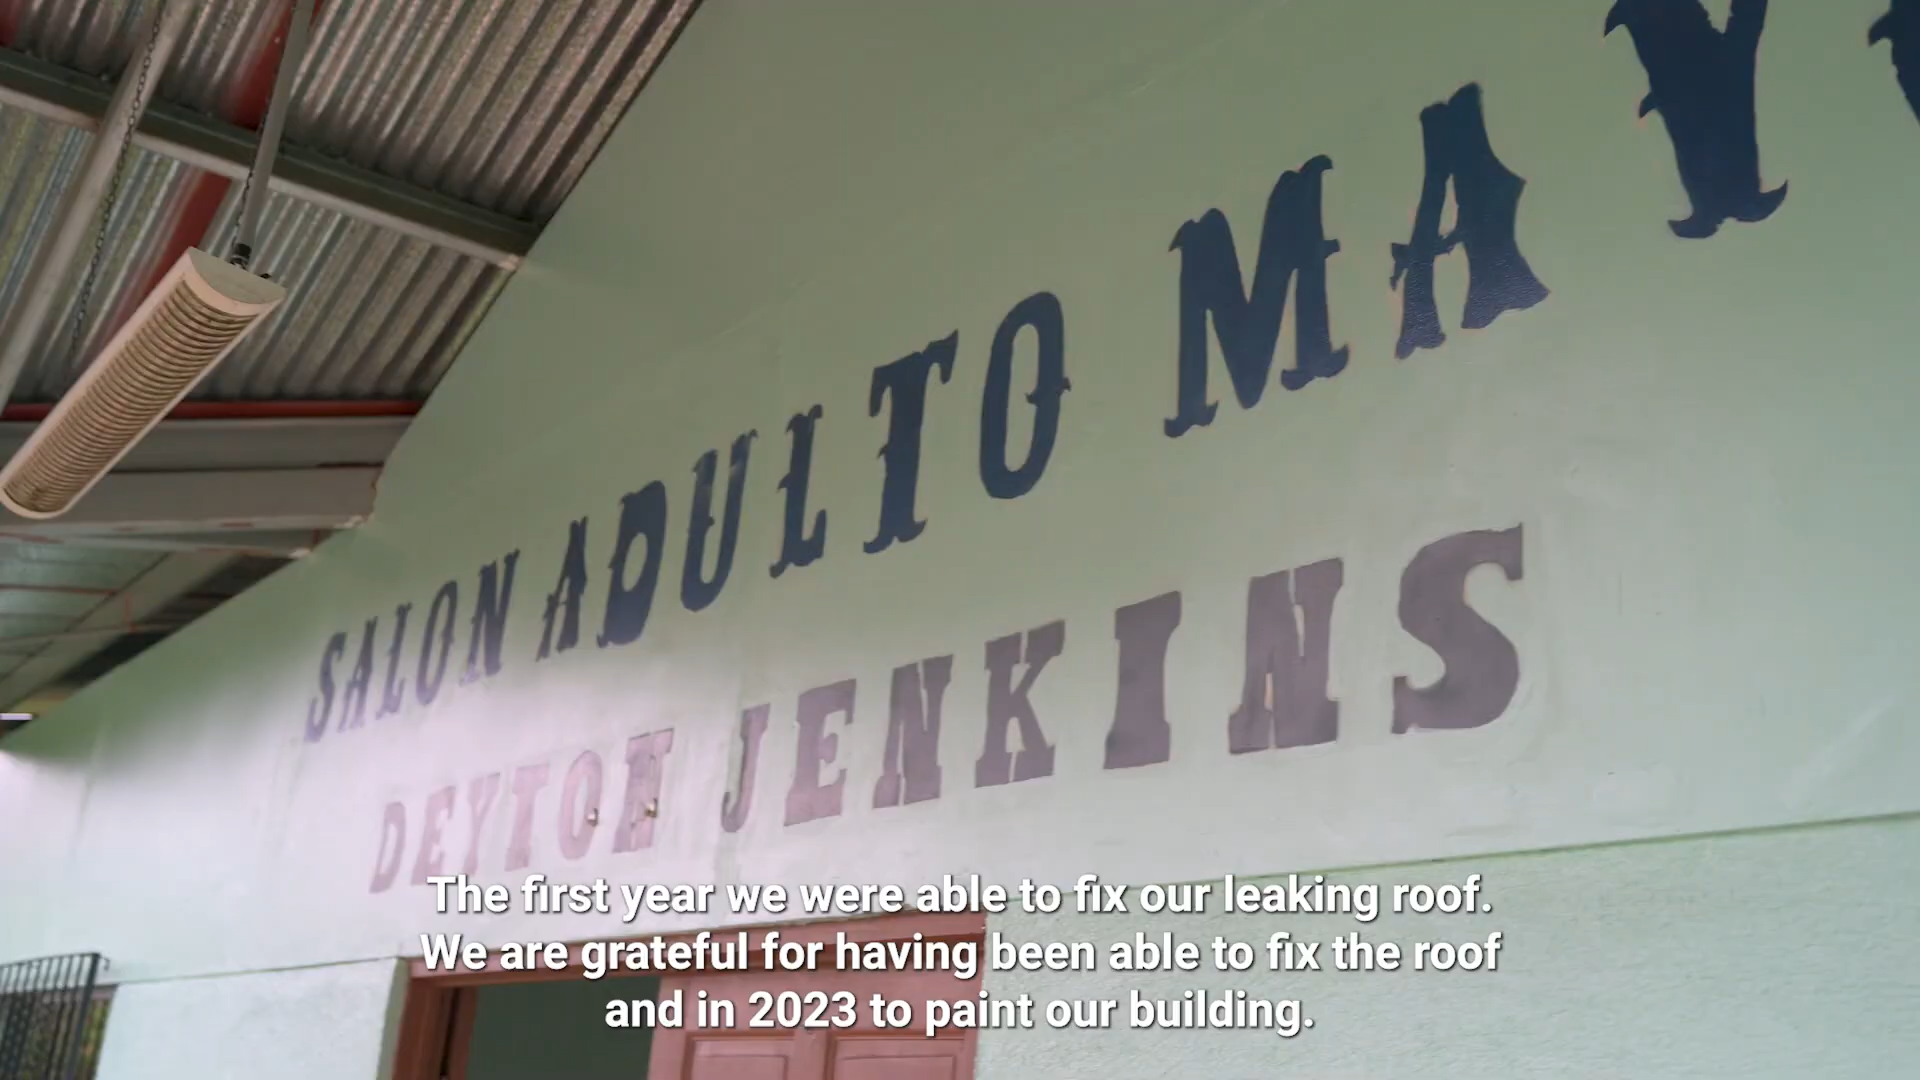 SALON ADULTO MAY
DEYTON JENKINS
The first year we were able to fix our leaking roof.
We are grateful for having been able to fix the roof
and in 2023 to paint our building.